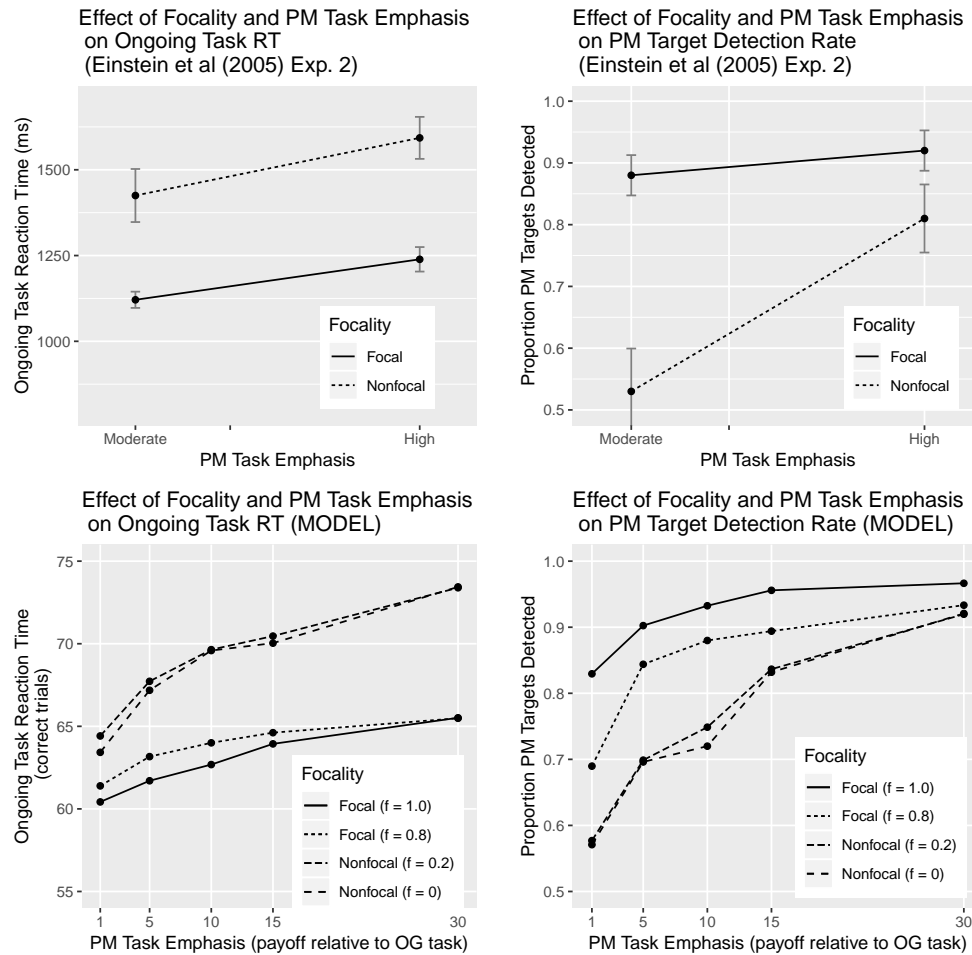 Effect of Focality and PM Task Emphasis
on Ongoing Task RT
(Einstein et al (2005) Exp. 2)
Ongoing Task Reaction Time (ms)
1500
1250
1000
Focality
Focal
Nonfocal
Moderate
High
PM Task Emphasis
Effect of Focality and PM Task Emphasis
on PM Target Detection Rate
(Einstein et al (2005) Exp. 2)
Proportion PM Targets Detected
1.0
0.9
0.8
0.7
0.6
0.5
Focality
Focal
Nonfocal
Moderate
High
PM Task Emphasis
Effect of Focality and PM Task Emphasis
on Ongoing Task RT (MODEL)
Ongoing Task Reaction Time
(correct trials)
75
70
65
60
55
Focality
Focal (f = 1.0)
Focal (f = 0.8)
Nonfocal (f = 0.2)
Nonfocal (f = 0)
1 5 10 15 30
PM Task Emphasis (payoff relative to OG task)
Effect of Focality and PM Task Emphasis
on PM Target Detection Rate (MODEL)
Proportion PM Targets Detected
1.0
0.9
0.8
0.7
0.6
0.5
Focality
Focal (f = 1.0)
Focal (f = 0.8)
Nonfocal (f = 0.2)
Nonfocal (f = 0)
1 5 10 15 30
PM Task Emphasis (payoff relative to OG task)